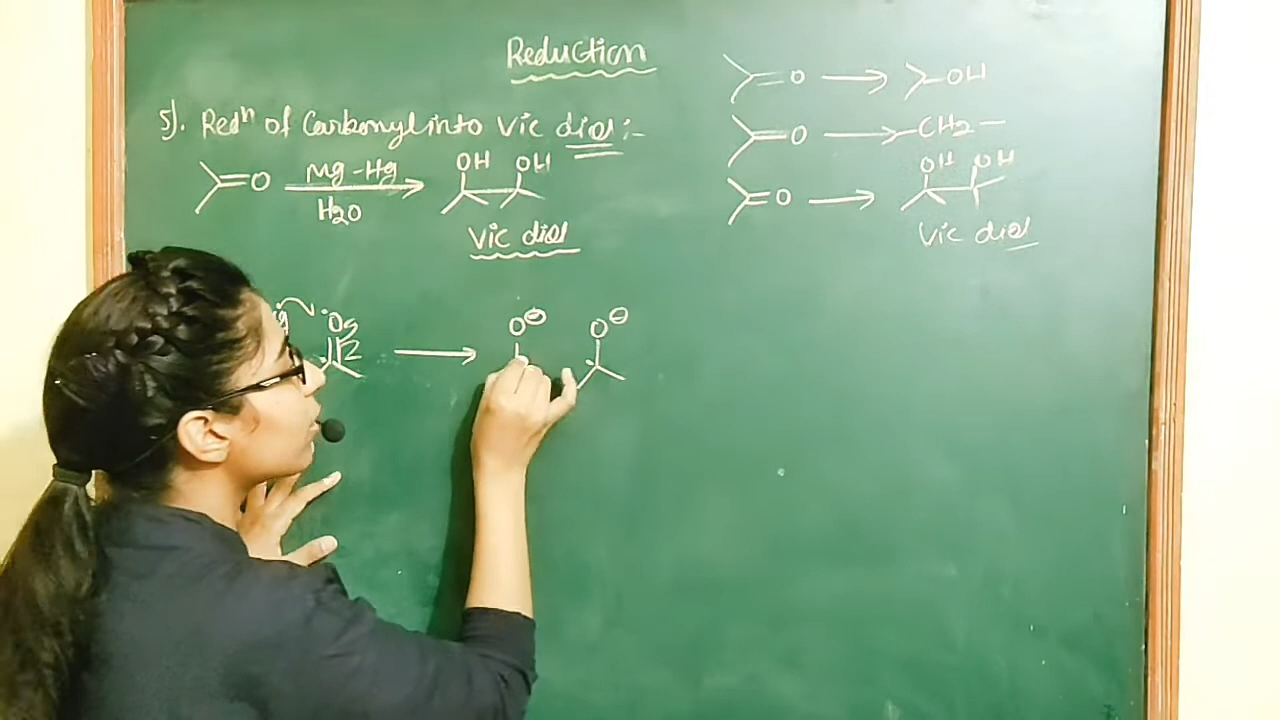 Reduction
5). Redⁿ of Carbonyl into Vic diol :-
O Mg-Hg H2O OH OH
Vic diol
O → OH
O → CH2
O → OH OH
Vic diol
O → O⊖ O⊖